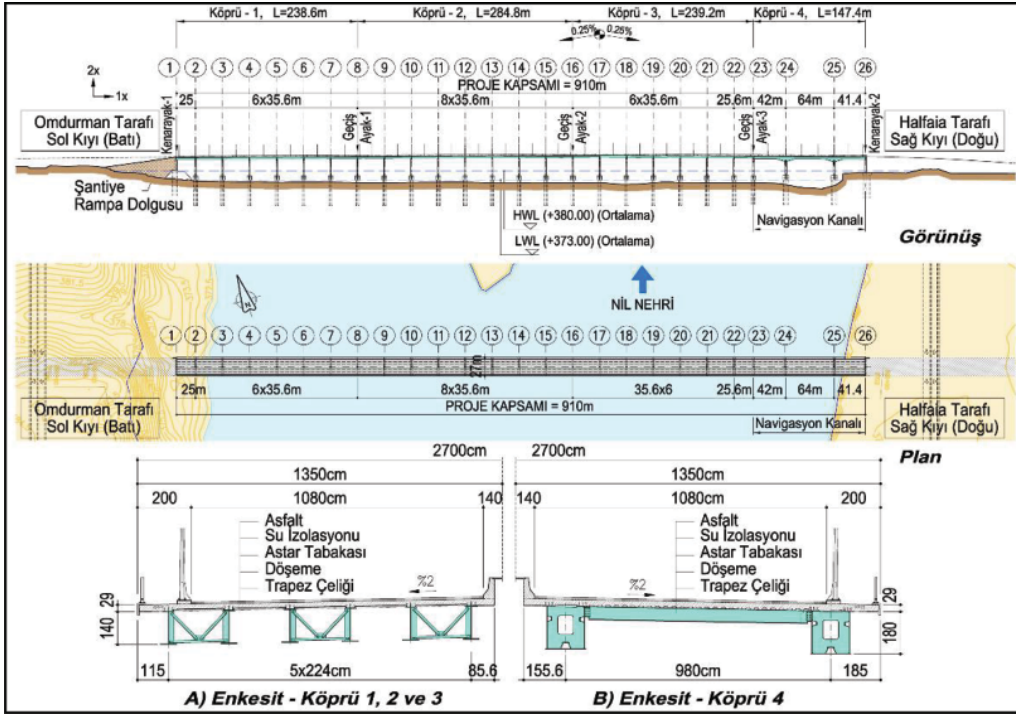 Köprü - 1, L=238.6m Köprü - 2, L=284.8m Köprü - 3, L=239.2m Köprü - 4, L=147.4m
0.25% 0.25%
2x
1x
1 2 3 4 5 6 7 8 9 10 11 12 13 14 15 16 17 18 19 20 21 22 23 24 25 26
PROJE KAPSAMI = 910m
25 6x35.6m 8x35.6m 6x35.6m 25.6m 42m 64m 41.4
Omdurman Tarafı
Sol Kıyı (Batı)
Kenarayak-1
Geçiş
Ayak-1
Geçiş
Ayak-2
Geçiş
Ayak-3
Kenarayak-2
Halfaia Tarafı
Sağ Kıyı (Doğu)
Şantiye
Rampa Dolgusu
HWL (+380.00) (Ortalama)
LWL (+373.00) (Ortalama)
Navigasyon Kanalı
Görünüş
N
NİL NEHRİ
1 2 3 4 5 6 7 8 9 10 11 12 13 14 15 16 17 18 19 20 21 22 23 24 25 26
27m
25m 6x35.6m 8x35.6m 35.6x6 25.6m 42m 64m 41.4
Omdurman Tarafı
Sol Kıyı (Batı)
PROJE KAPSAMI = 910m
Navigasyon Kanalı
Halfaia Tarafı
Sağ Kıyı (Doğu)
Plan
2700cm 2700cm
1350cm 1350cm
200 1080cm 140 140 1080cm 200
Asfalt
Su İzolasyonu
Astar Tabakası
Döşeme
Trapez Çeliği
%2
29
140
115 5x224cm 85.6
Asfalt
Su İzolasyonu
Astar Tabakası
Döşeme
Trapez Çeliği
%2
29
180
155.6 980cm 185
A) Enkesit - Köprü 1, 2 ve 3 B) Enkesit - Köprü 4